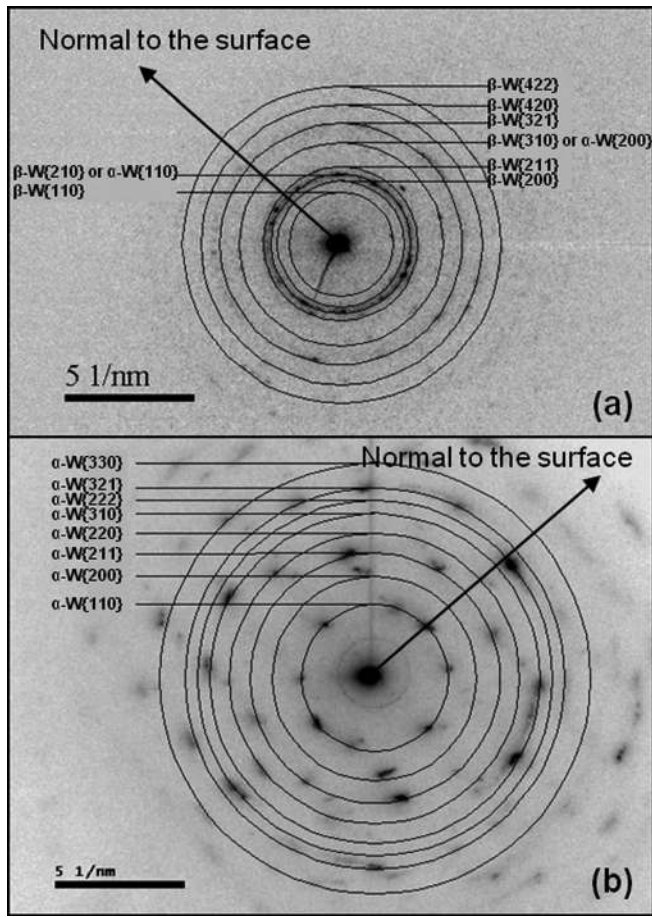 Normal to the surface
β-W{422}
β-W{420}
β-W{321}
β-W{310} or α-W{200}
β-W{211}
β-W{210} or α-W{110}
β-W{200}
β-W{110}
5 1/nm
(a)
α-W{330}
Normal to the surface
α-W{321}
α-W{222}
α-W{310}
α-W{220}
α-W{211}
α-W{200}
α-W{110}
5 1/nm
(b)